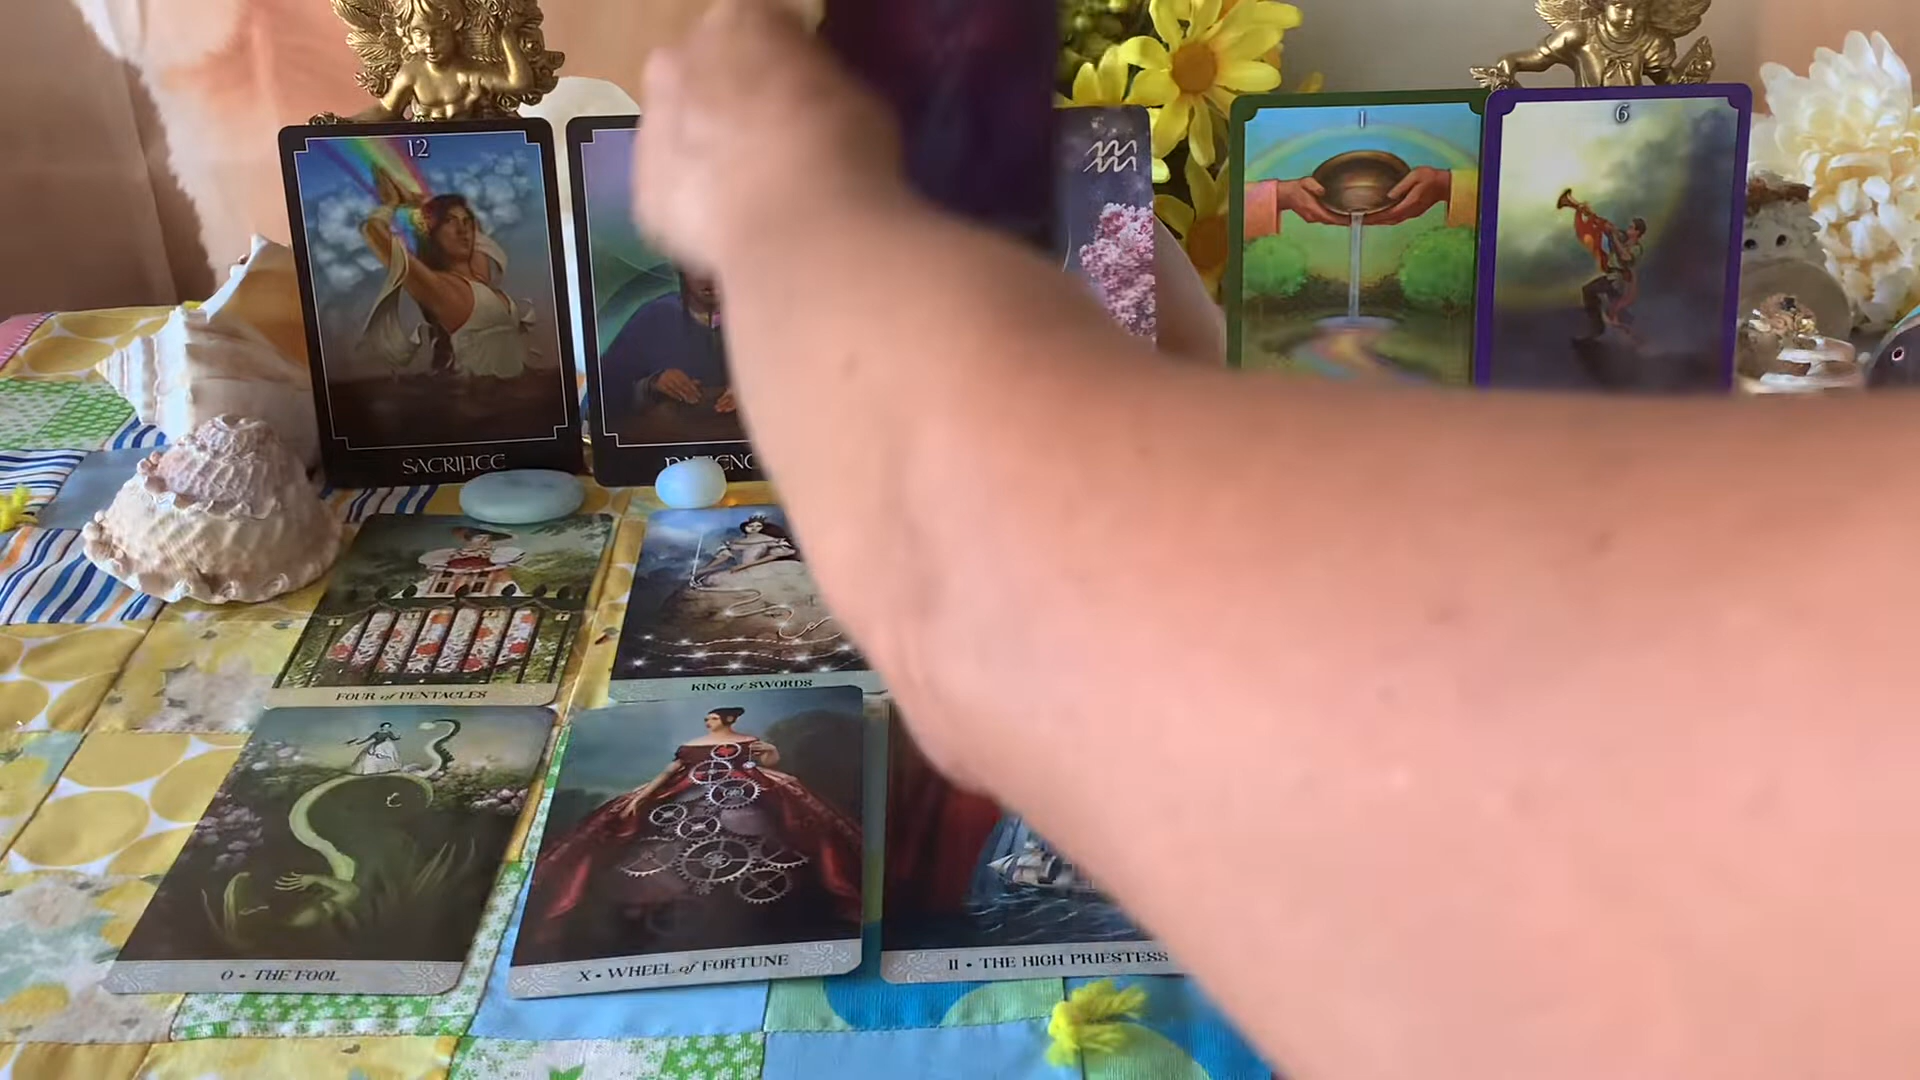 12
1
6
SACRIFICE
FOUR of PENTACLES
KING of SWORDS
0 • THE FOOL
X • WHEEL of FORTUNE
II • THE HIGH PRIESTESS